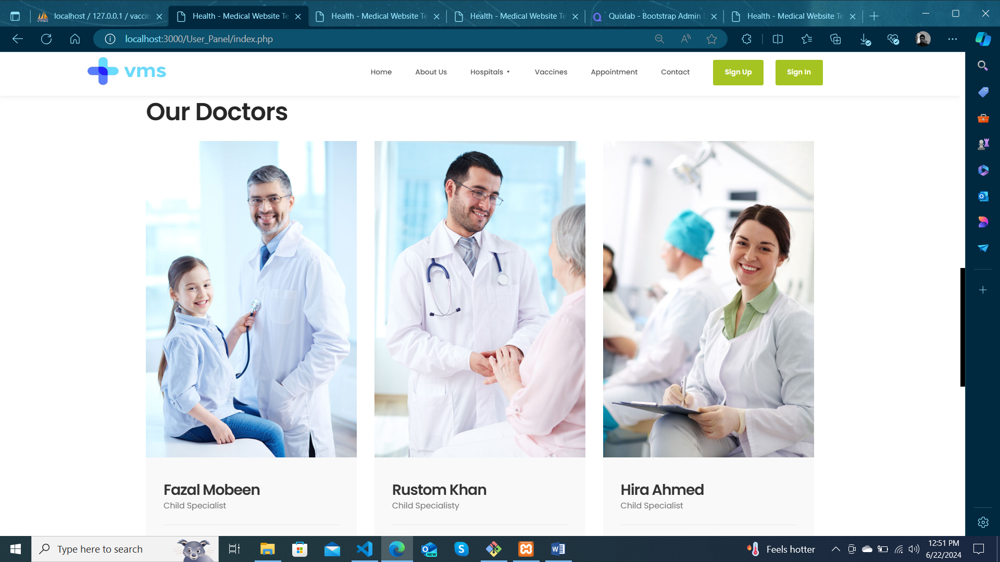 localhost / 127.0.0.1 / vaccin
Health - Medical Website Te
Health - Medical Website Te
Health - Medical Website Te
Quixlab - Bootstrap Admin
Health - Medical Website Te
localhost:3000/User_Panel/index.php
vms
Home
About Us
Hospitals
Vaccines
Appointment
Contact
Sign Up
Sign In
Our Doctors
Fazal Mobeen
Child Specialist
Rustom Khan
Child Specialisty
Hira Ahmed
Child Specialist
Type here to search
NEW
Feels hotter
12:51 PM
6/22/2024